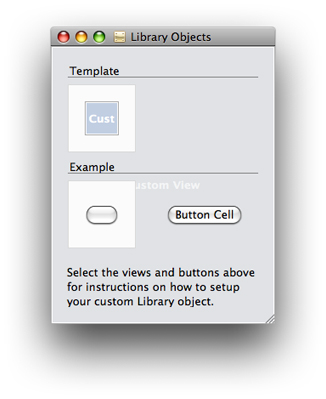 Library Objects
Template
Cust
Example
ustom View
Button Cell
Select the views and buttons above
for instructions on how to setup
your custom Library object.